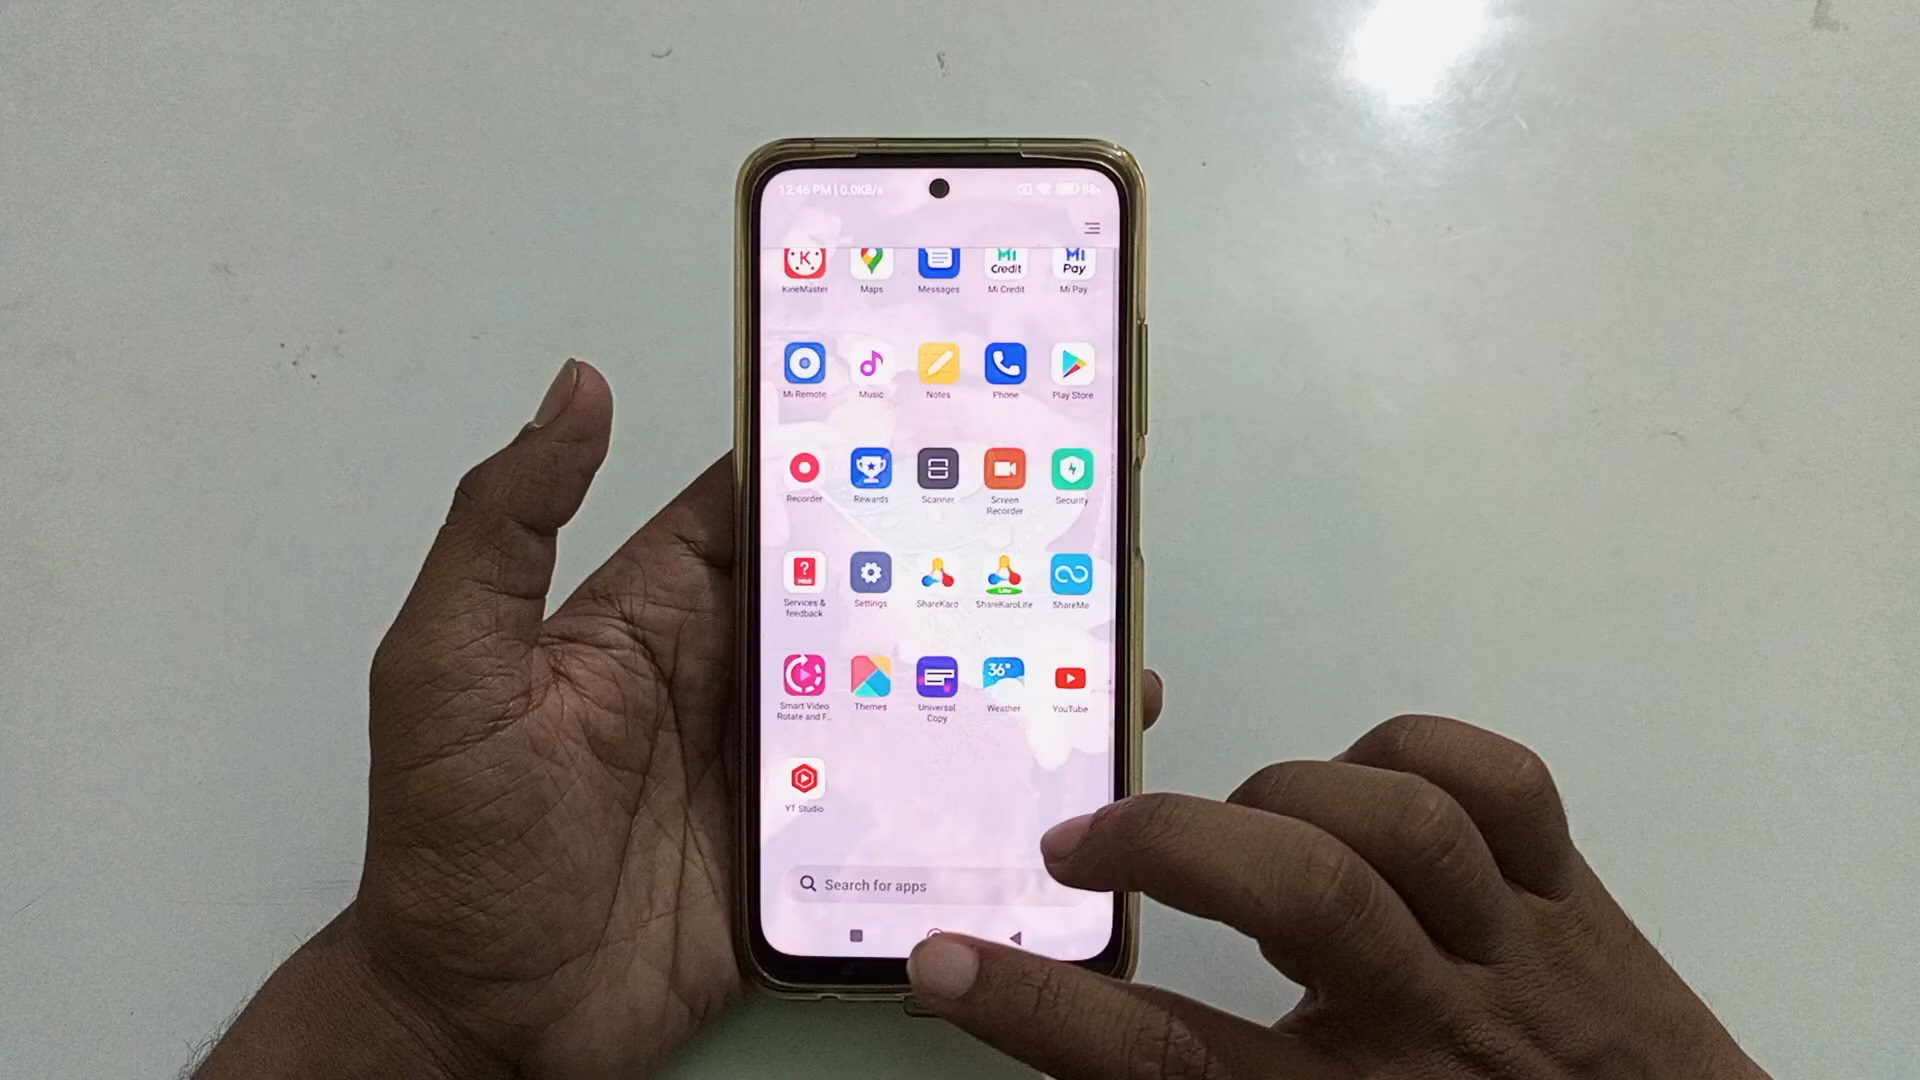 12:46 PM | 0.0KB/s
K
Mi Credit
Mi Pay
KineMaster Maps Messages Mi Credit Mi Pay
Mi Remote Music Notes Phone Play Store
Recorder Rewards Scanner Screen Recorder Security
Services & feedback Settings ShareKaro ShareKaroLite ShareMe
36°
Smart Video Rotate and F... Themes Universal Copy Weather YouTube
YT Studio
Search for apps